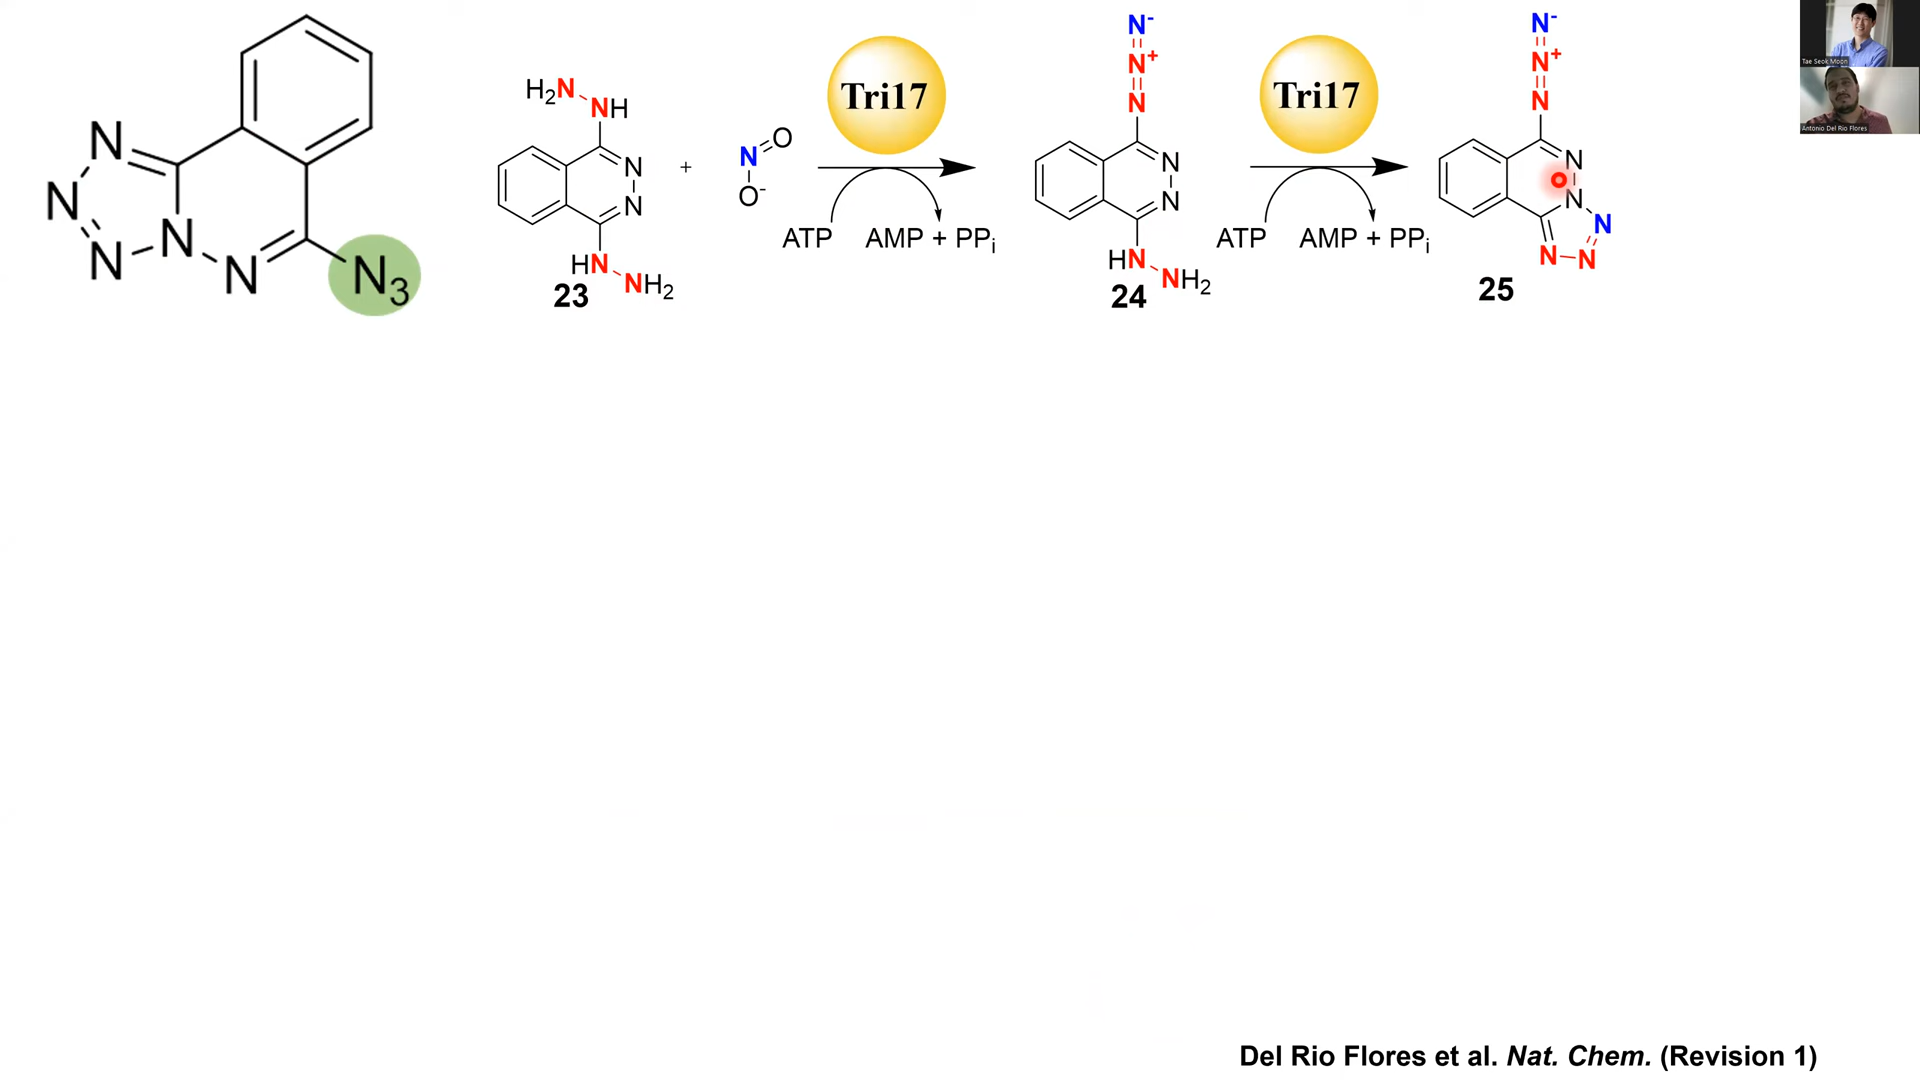 N
N
N
N
N
N₃
H₂N
NH
N
N
HN
NH₂
23
+
N
O
O⁻
Tri17
ATP
AMP + PPᵢ
N⁻
N⁺
N
N
N
HN
NH₂
24
Tri17
ATP
AMP + PPᵢ
N⁻
N⁺
N
N
N
N
N
N
25
Tae Seok Moon
Antonio Del Rio Flores
Del Rio Flores et al. Nat. Chem. (Revision 1)